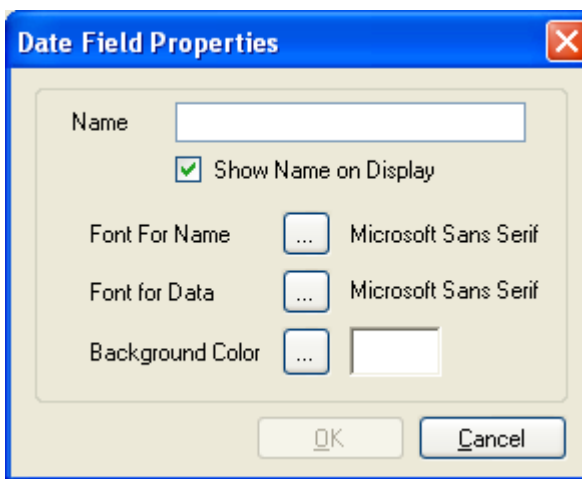 Date Field Properties
Name
Show Name on Display
Font For Name ... Microsoft Sans Serif
Font for Data ... Microsoft Sans Serif
Background Color ...
OK Cancel